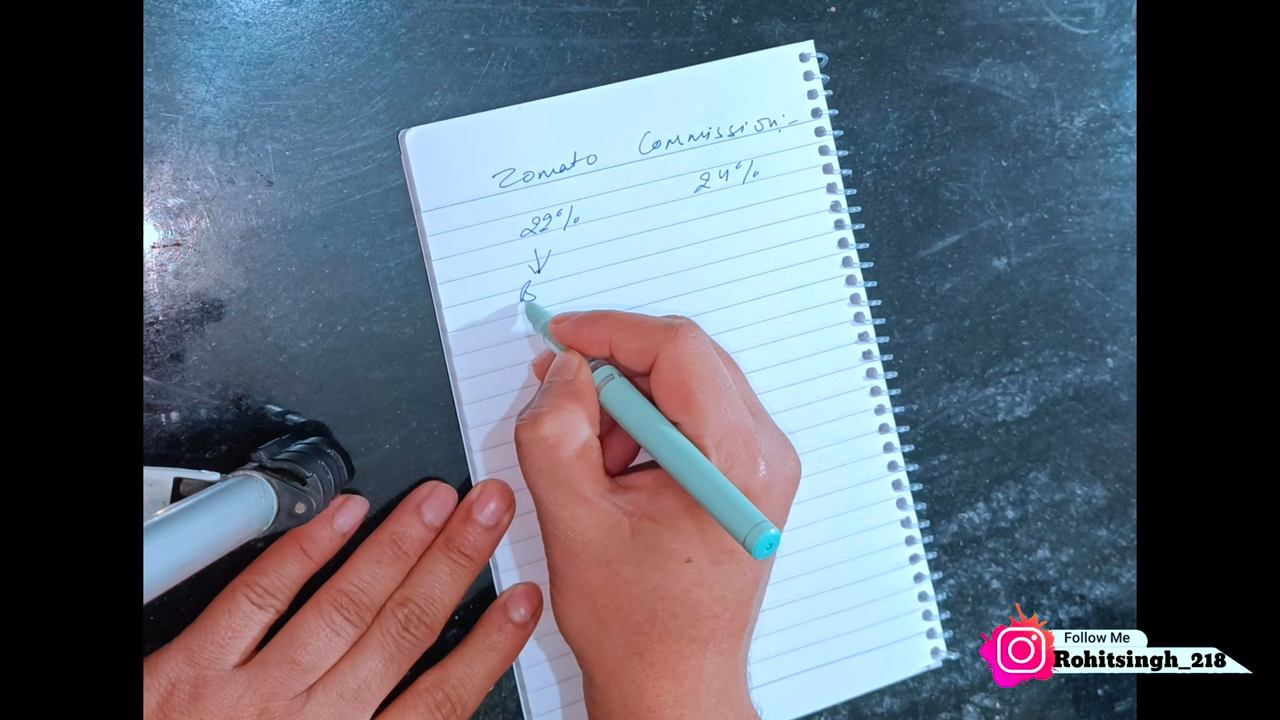 Zomato Commission:-
22% 24%
B
Follow Me
Rohitsingh_218